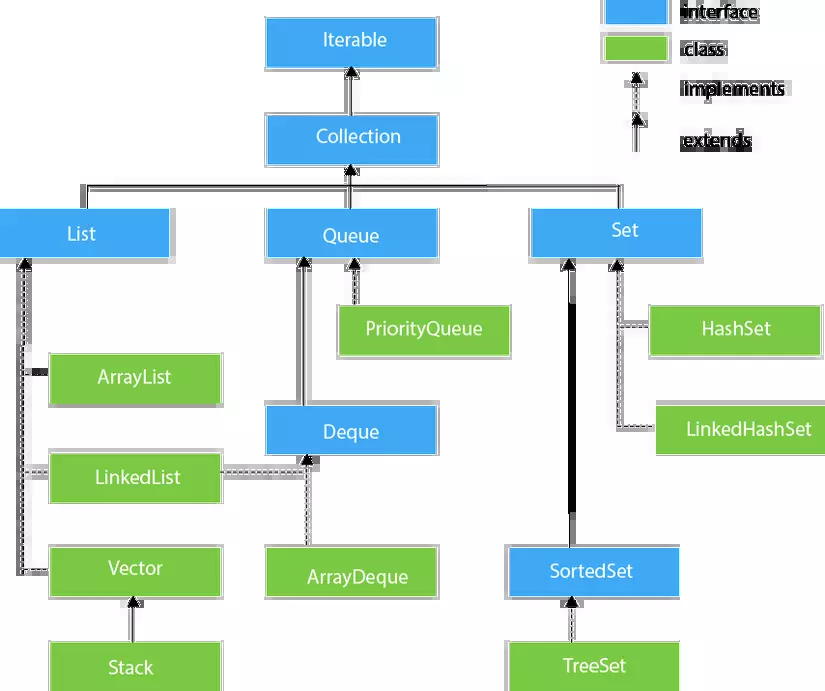 interface
Iterable
class
implements
Collection
extends
List
Queue
Set
PriorityQueue
HashSet
ArrayList
Deque
LinkedHashSet
LinkedList
Vector
ArrayDeque
SortedSet
Stack
TreeSet